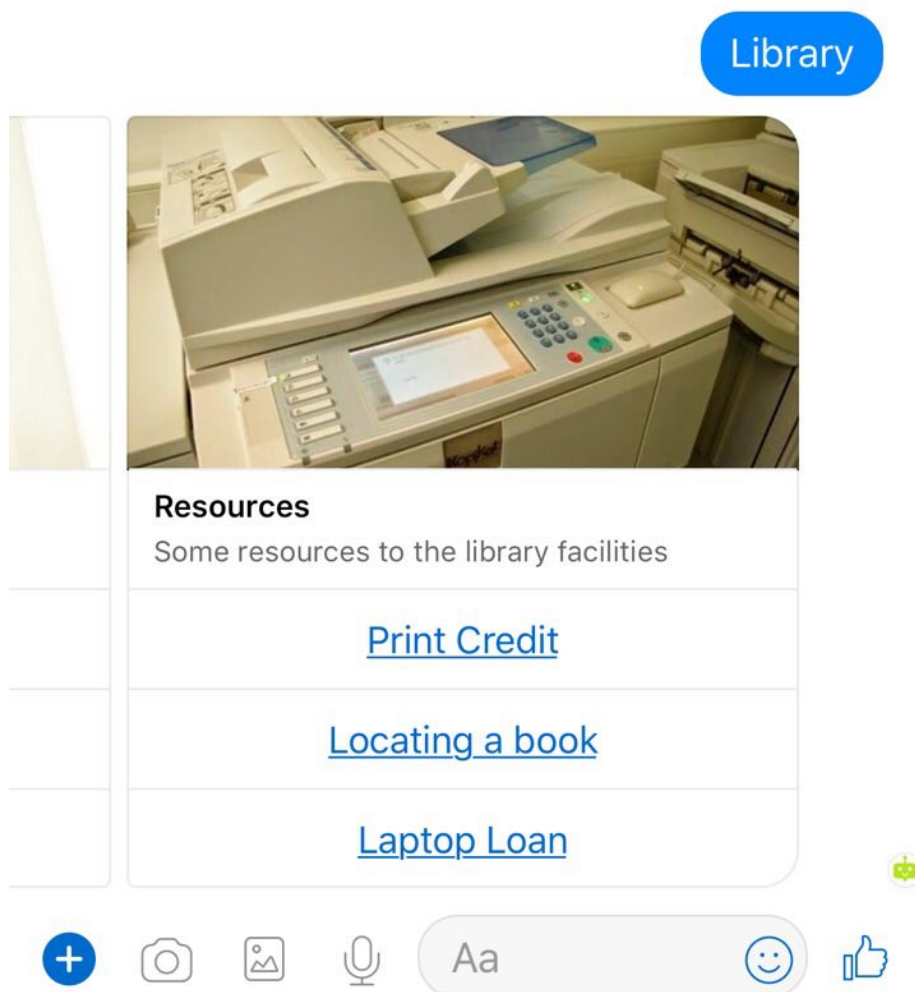 Library
Resources
Some resources to the library facilities
Print Credit
Locating a book
Laptop Loan
Aa